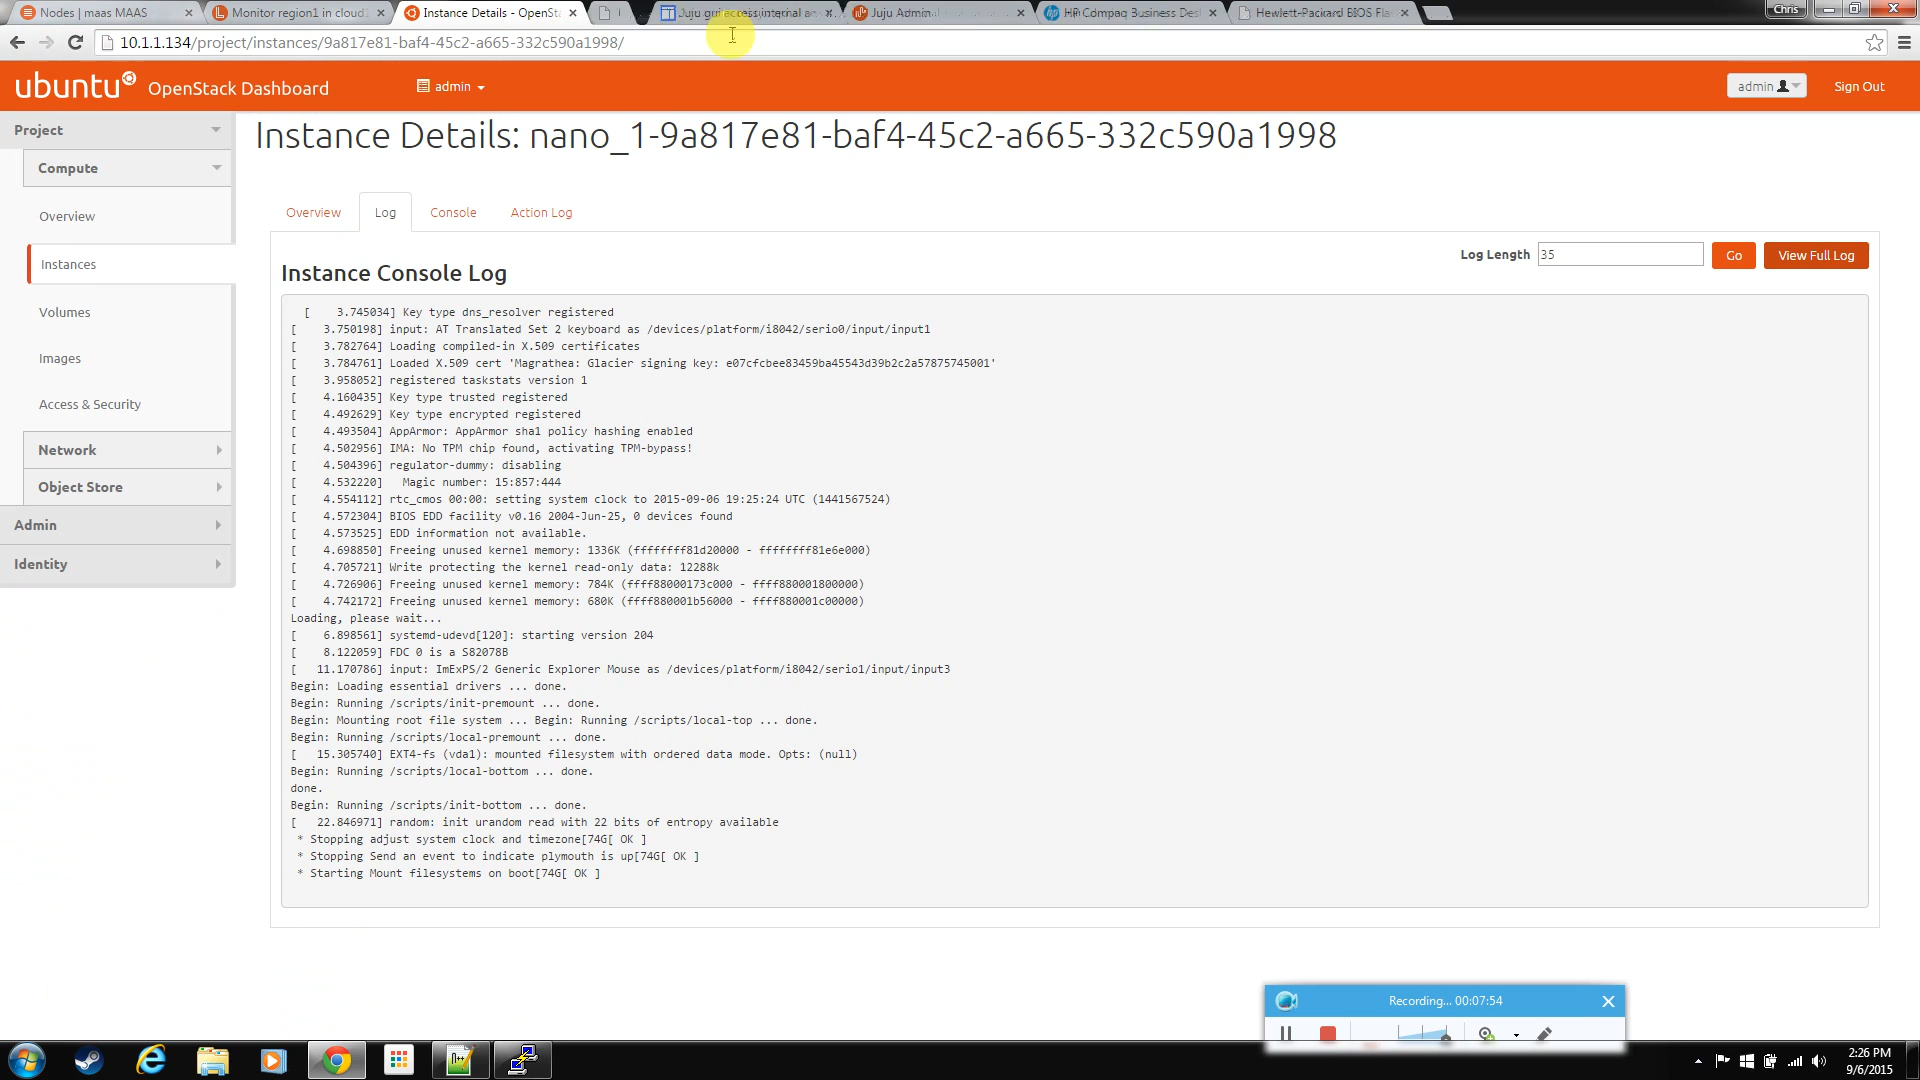 Nodes | maas MAAS
Monitor region1 in cloud
Instance Details - OpenSta
Juju gui access internal a
Juju Admin
HP Compaq Business Des
Hewlett-Packard BIOS Fla
Chris
10.1.1.134/project/instances/9a817e81-baf4-45c2-a665-332c590a1998/
ubuntu OpenStack Dashboard
admin
admin
Sign Out
Project
Compute
Overview
Instances
Volumes
Images
Access & Security
Network
Object Store
Admin
Identity
Instance Details: nano_1-9a817e81-baf4-45c2-a665-332c590a1998
Overview
Log
Console
Action Log
Log Length 35
Go
View Full Log
Instance Console Log
[    3.745034] Key type dns_resolver registered
[    3.750198] input: AT Translated Set 2 keyboard as /devices/platform/i8042/serio0/input/input1
[    3.782764] Loading compiled-in X.509 certificates
[    3.784761] Loaded X.509 cert 'Magrathea: Glacier signing key: e07cfcbee83459ba45543d39b2c2a57875745001'
[    3.958052] registered taskstats version 1
[    4.160435] Key type trusted registered
[    4.492629] Key type encrypted registered
[    4.493504] AppArmor: AppArmor sha1 policy hashing enabled
[    4.502956] IMA: No TPM chip found, activating TPM-bypass!
[    4.504396] regulator-dummy: disabling
[    4.532220]   Magic number: 15:857:444
[    4.554112] rtc_cmos 00:00: setting system clock to 2015-09-06 19:25:24 UTC (1441567524)
[    4.572304] BIOS EDD facility v0.16 2004-Jun-25, 0 devices found
[    4.573525] EDD information not available.
[    4.698850] Freeing unused kernel memory: 1336K (ffffffff81d20000 - ffffffff81e6e000)
[    4.705721] Write protecting the kernel read-only data: 12288k
[    4.726906] Freeing unused kernel memory: 784K (ffff88000173c000 - ffff880001800000)
[    4.742172] Freeing unused kernel memory: 680K (ffff880001b56000 - ffff880001c00000)
Loading, please wait...
[    6.898561] systemd-udevd[120]: starting version 204
[    8.122059] FDC 0 is a S82078B
[   11.170786] input: ImExPS/2 Generic Explorer Mouse as /devices/platform/i8042/serio1/input/input3
Begin: Loading essential drivers ... done.
Begin: Running /scripts/init-premount ... done.
Begin: Mounting root file system ... Begin: Running /scripts/local-top ... done.
Begin: Running /scripts/local-premount ... done.
[   15.305740] EXT4-fs (vda1): mounted filesystem with ordered data mode. Opts: (null)
Begin: Running /scripts/local-bottom ... done.
done.
Begin: Running /scripts/init-bottom ... done.
[   22.846971] random: init urandom read with 22 bits of entropy available
* Stopping adjust system clock and timezone[74G[ OK ]
* Stopping Send an event to indicate plymouth is up[74G[ OK ]
* Starting Mount filesystems on boot[74G[ OK ]
Recording... 00:07:54
2:26 PM
9/6/2015